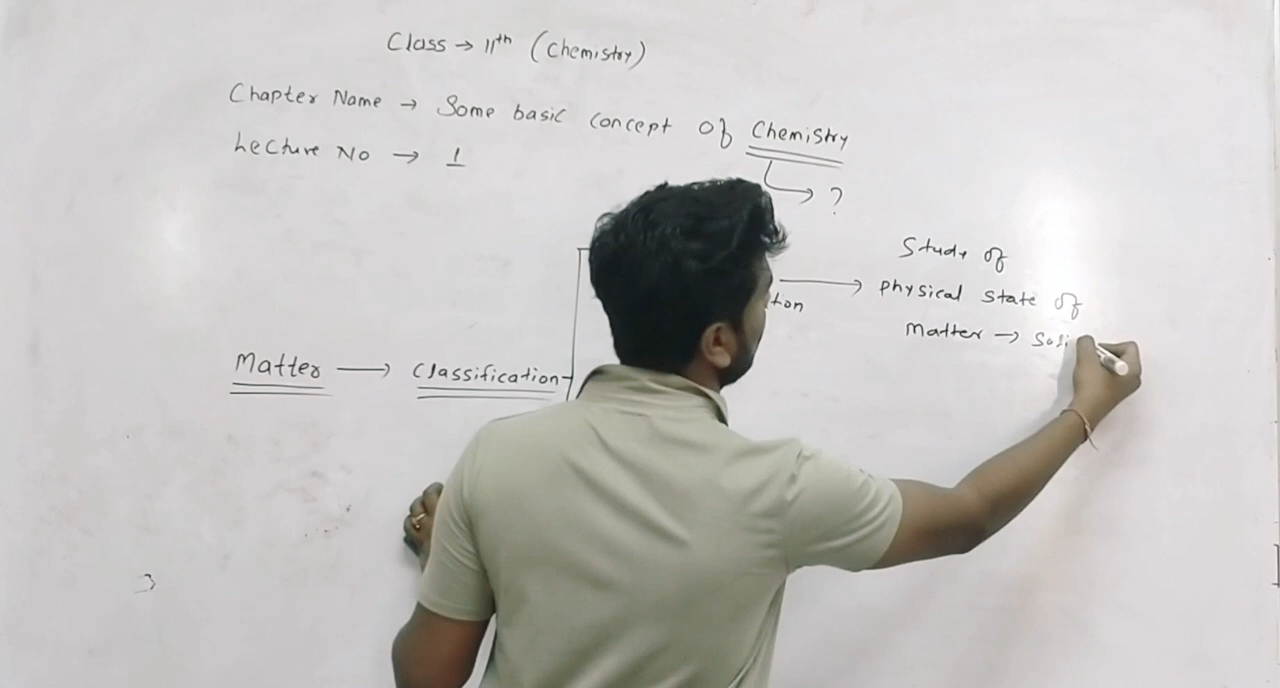 Class → 11th (Chemistry)
Chapter Name → Some basic concept of Chemistry
Lecture No → 1
?
Study of
Physical state of
Matter → Soli
Matter → Classification